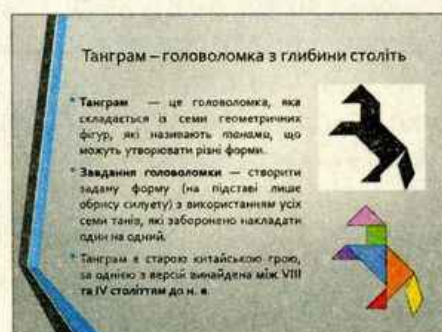 Танграм – головоломка з глибини століть
* Танграм — це головоломка, яка
складається із семи геометричних
фігур, які називають танами, що
можуть утворювати різні форми.
* Завдання головоломки — створити
задану форму (на підставі лише
обрису силуету) з використанням усіх
семи танів, які заборонено накладати
один на одний.
* Танграм є старою китайською грою,
за однією з версій винайдена між VIII
та IV століттям до н. е.